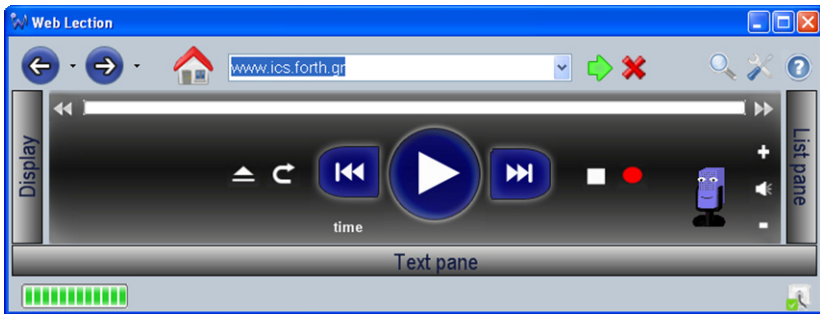 Web Lection
www.ics.forth.gr
Display
List pane
time
Text pane